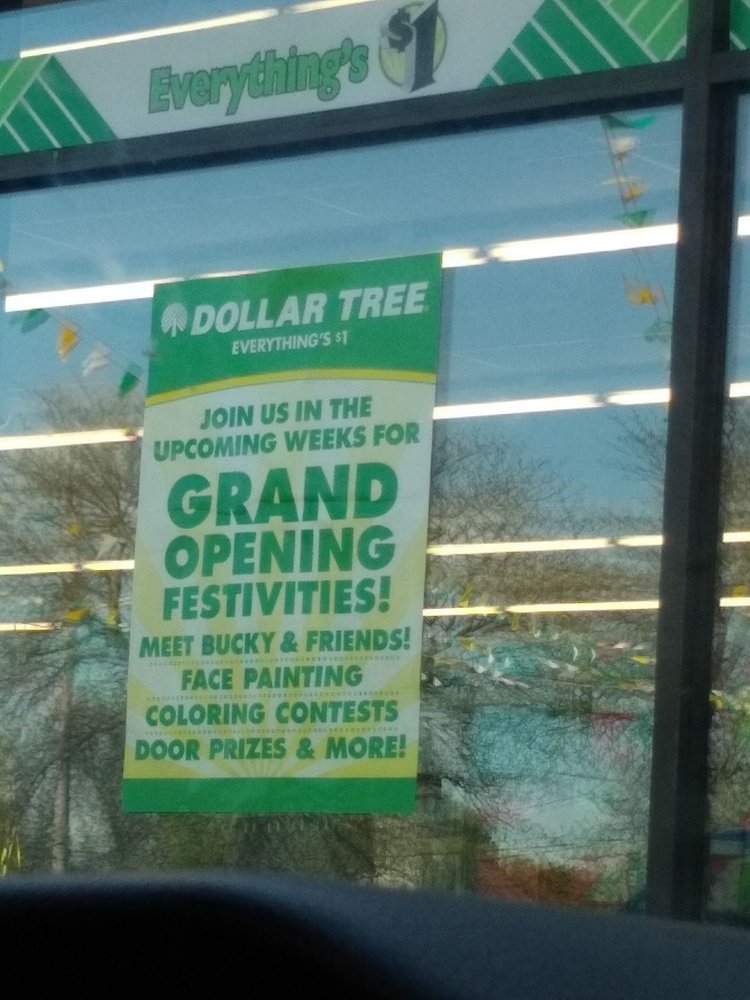 Everything's $1
DOLLAR TREE
EVERYTHING'S $1
JOIN US IN THE
UPCOMING WEEKS FOR
GRAND
OPENING
FESTIVITIES!
MEET BUCKY & FRIENDS!
FACE PAINTING
COLORING CONTESTS
DOOR PRIZES & MORE!